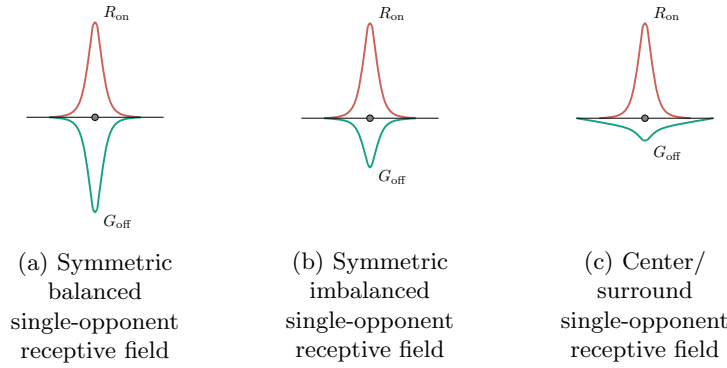 R_on R_on R_on
G_off G_off G_off
(a) Symmetric
balanced
single-opponent
receptive field
(b) Symmetric
imbalanced
single-opponent
receptive field
(c) Center/
surround
single-opponent
receptive field